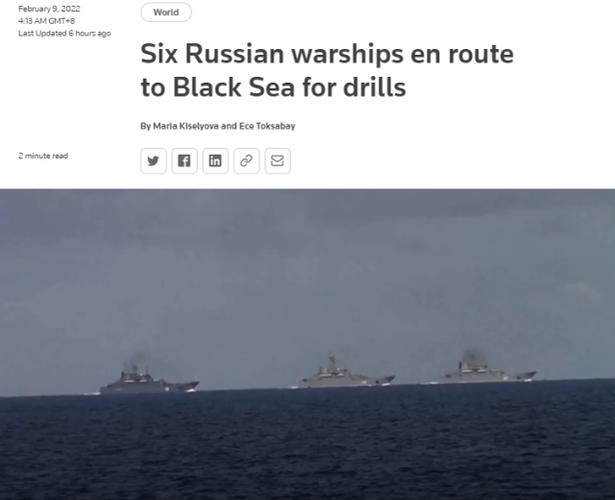 February 9, 2022
4:13 AM GMT+8
Last Updated 6 hours ago
World
Six Russian warships en route
to Black Sea for drills
By Maria Kiselyova and Ece Toksabay
2 minute read